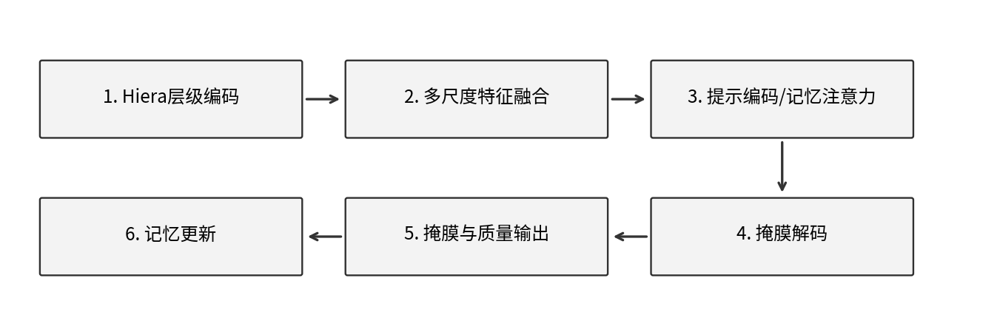 1. Hiera层级编码
2. 多尺度特征融合
3. 提示编码/记忆注意力
4. 掩膜解码
5. 掩膜与质量输出
6. 记忆更新